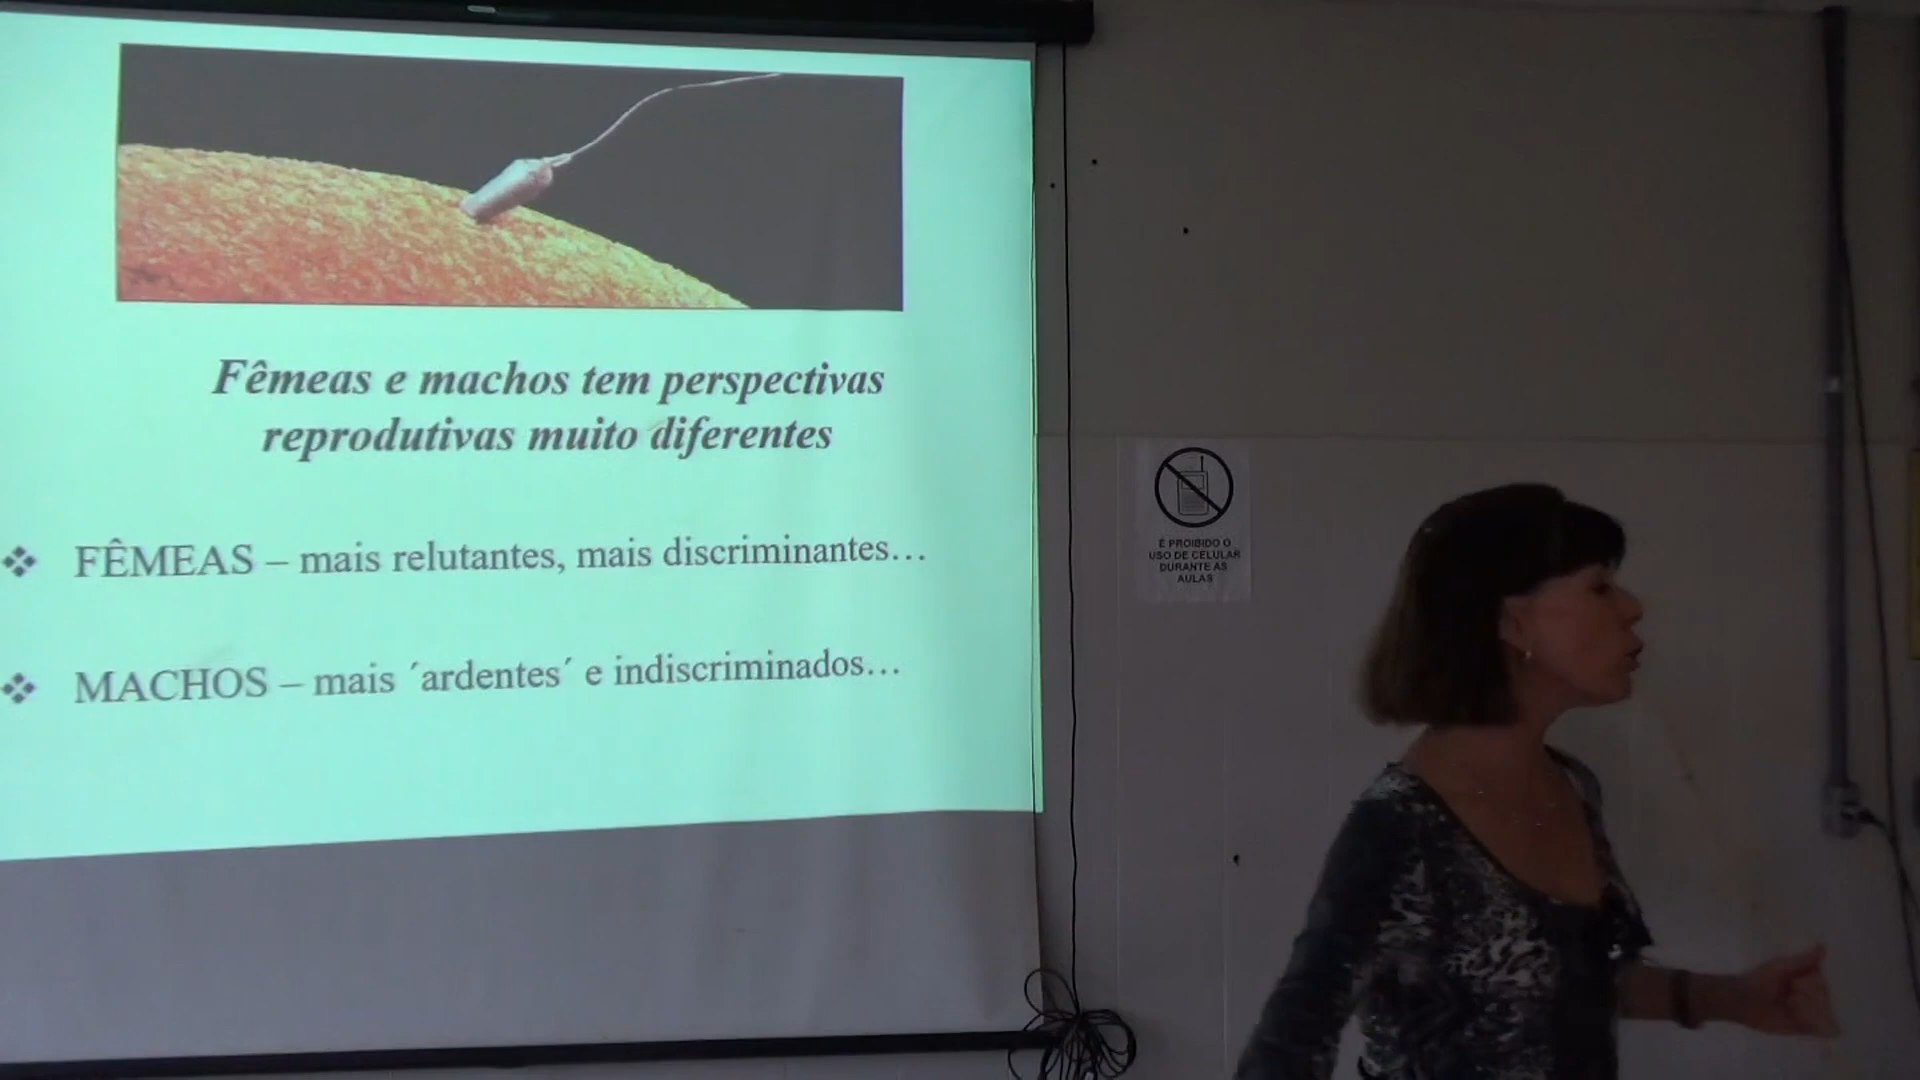 Fêmeas e machos tem perspectivas
reprodutivas muito diferentes
❖ FÊMEAS – mais relutantes, mais discriminantes…
❖ MACHOS – mais ´ardentes´ e indiscriminados…
É PROIBIDO O
USO DE CELULAR
DURANTE AS
AULAS